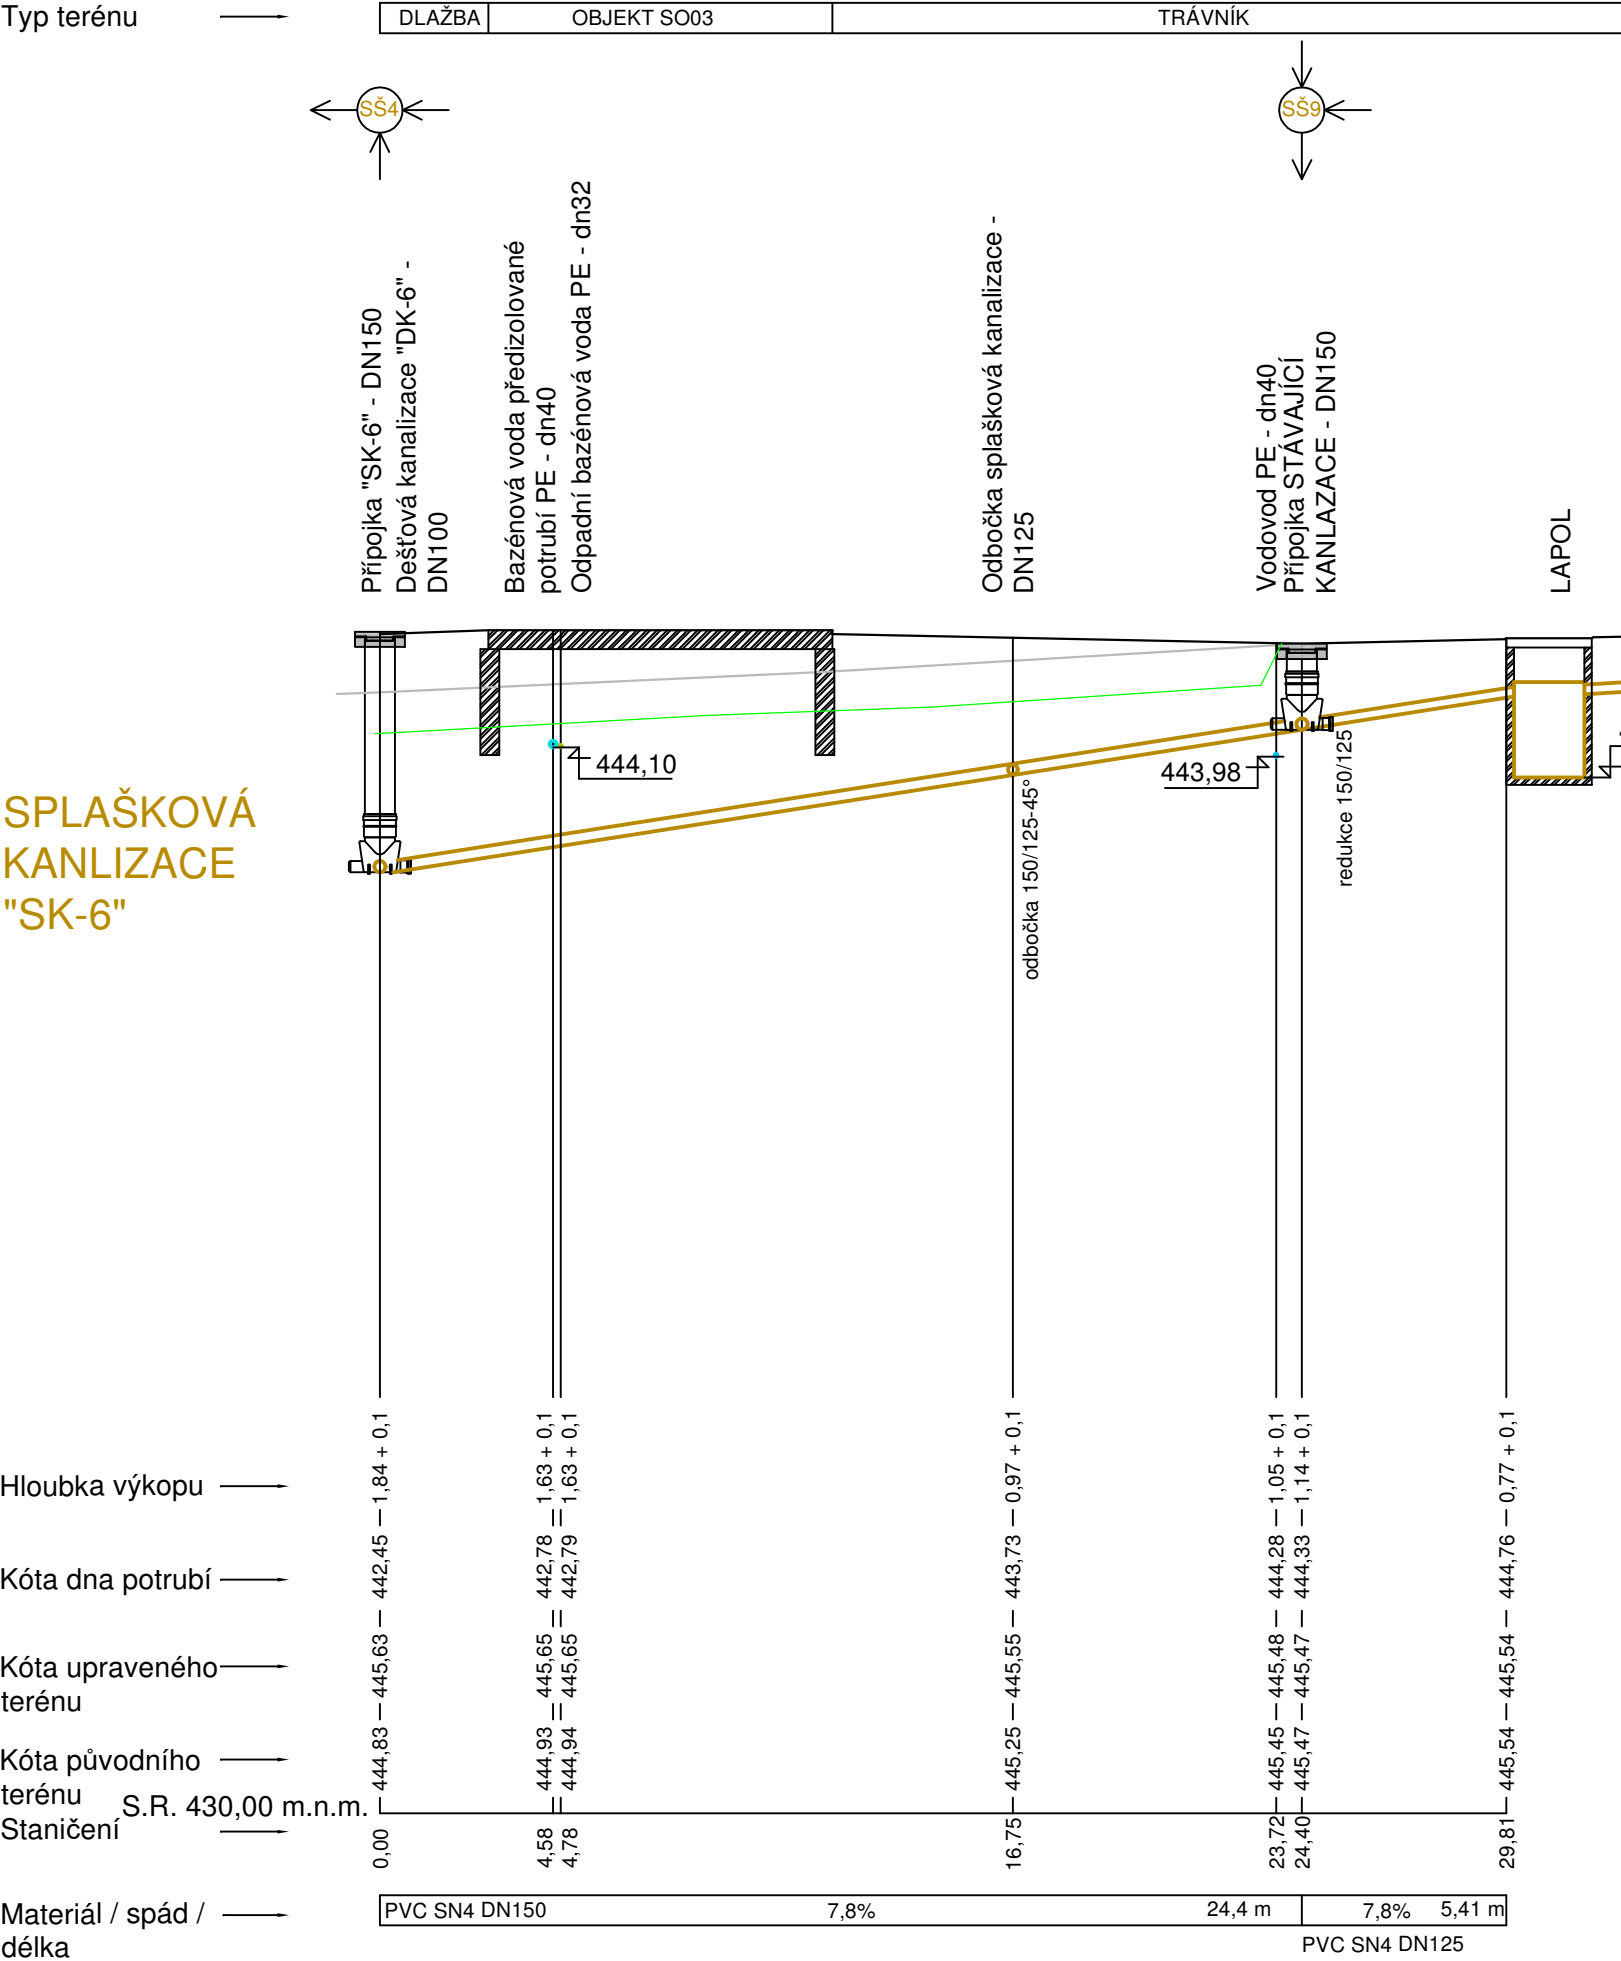 Typ terénu
DLAŽBA
OBJEKT SO03
TRÁVNÍK
SŠ4
SŠ9
Přípojka "SK-6" - DN150
Dešťová kanalizace "DK-6" -
DN100
Bazénová voda předizolované
potrubí PE - dn40
Odpadní bazénová voda PE - dn32
Odbočka splašková kanalizace -
DN125
Vodovod PE - dn40
Přípojka STÁVAJÍCÍ
KANLAZACE - DN150
LAPOL
444,10
443,98
odbočka 150/125-45°
redukce 150/125
SPLAŠKOVÁ
KANLIZACE
"SK-6"
Hloubka výkopu
1,84 + 0,1
1,63 + 0,1
1,63 + 0,1
0,97 + 0,1
1,05 + 0,1
1,14 + 0,1
0,77 + 0,1
Kóta dna potrubí
442,45
442,78
442,79
443,73
444,28
444,33
444,76
Kóta upraveného
terénu
445,63
445,65
445,65
445,55
445,48
445,47
445,54
Kóta původního
terénu
444,83
444,93
444,94
445,25
445,45
445,47
445,54
S.R. 430,00 m.n.m.
Staničení
0,00
4,58
4,78
16,75
23,72
24,40
29,81
Materiál / spád /
délka
PVC SN4 DN150
7,8%
24,4 m
7,8%
5,41 m
PVC SN4 DN125